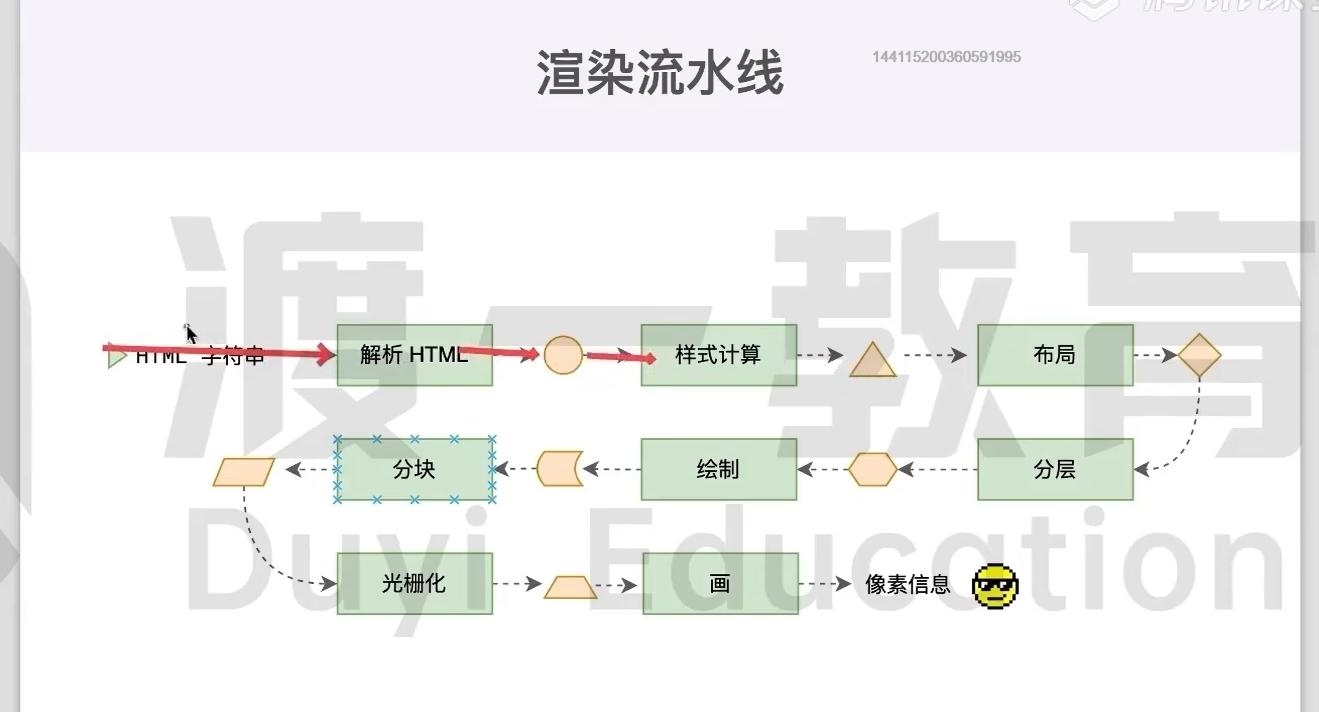 渲染流水线
144115200360591995
HTML 字符串
解析 HTML
样式计算
布局
分块
绘制
分层
光栅化
画
像素信息
渡一教育
Duyi Education